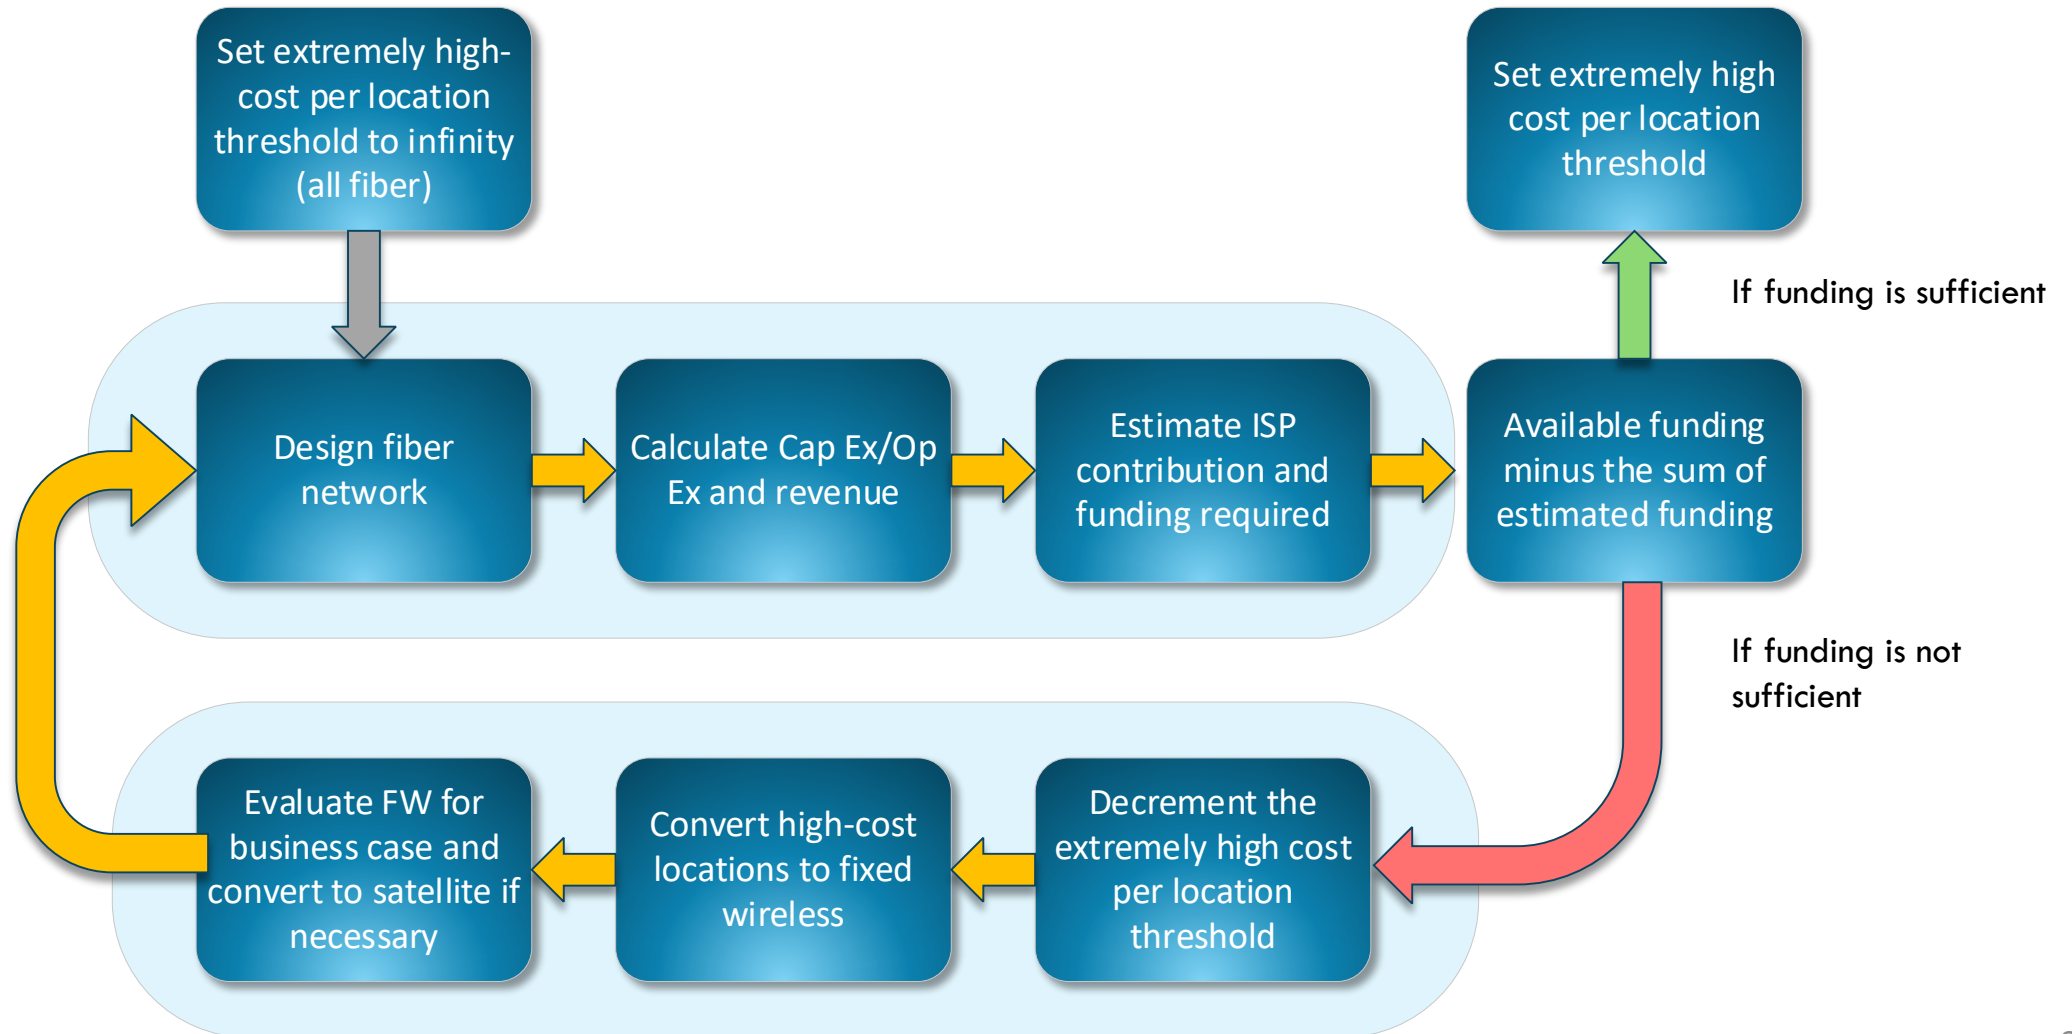 Set extremely high-
cost per location
threshold to infinity
(all fiber)
Set extremely high
cost per location
threshold
If funding is sufficient
Design fiber
network
Calculate Cap Ex/Op
Ex and revenue
Estimate ISP
contribution and
funding required
Available funding
minus the sum of
estimated funding
If funding is not
sufficient
Evaluate FW for
business case and
convert to satellite if
necessary
Convert high-cost
locations to fixed
wireless
Decrement the
extremely high cost
per location
threshold